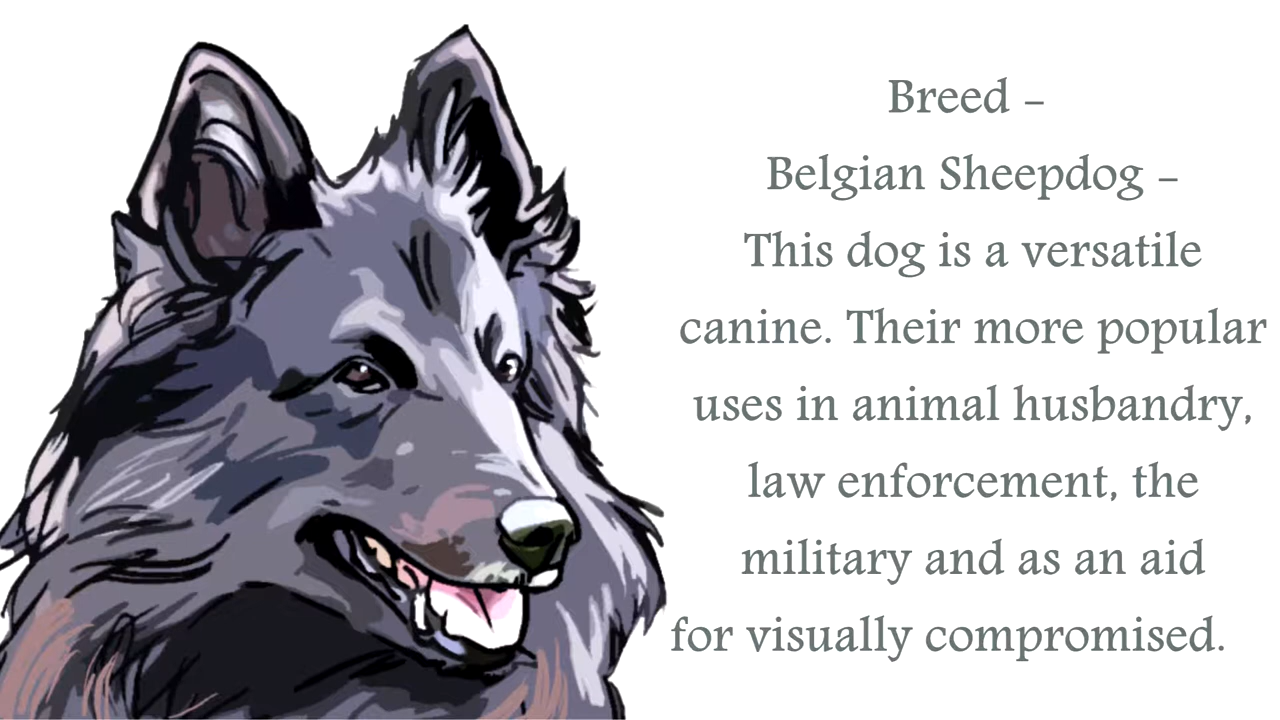 Breed –
Belgian Sheepdog –
This dog is a versatile
canine. Their more popular
uses in animal husbandry,
law enforcement, the
military and as an aid
for visually compromised.